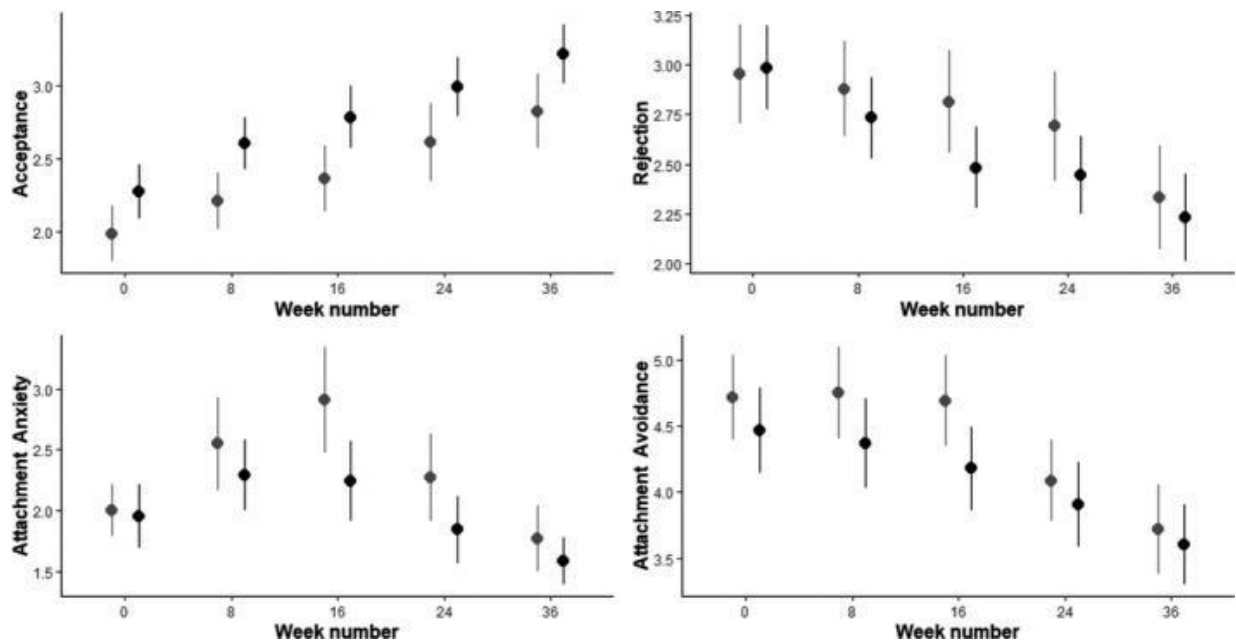 Acceptance
3.0
2.5
2.0
0 8 16 24 36
Week number
Rejection
3.25
3.00
2.75
2.50
2.25
2.00
0 8 16 24 36
Week number
Attachment Anxiety
3.0
2.5
2.0
1.5
0 8 16 24 36
Week number
Attachment Avoidance
5.0
4.5
4.0
3.5
0 8 16 24 36
Week number